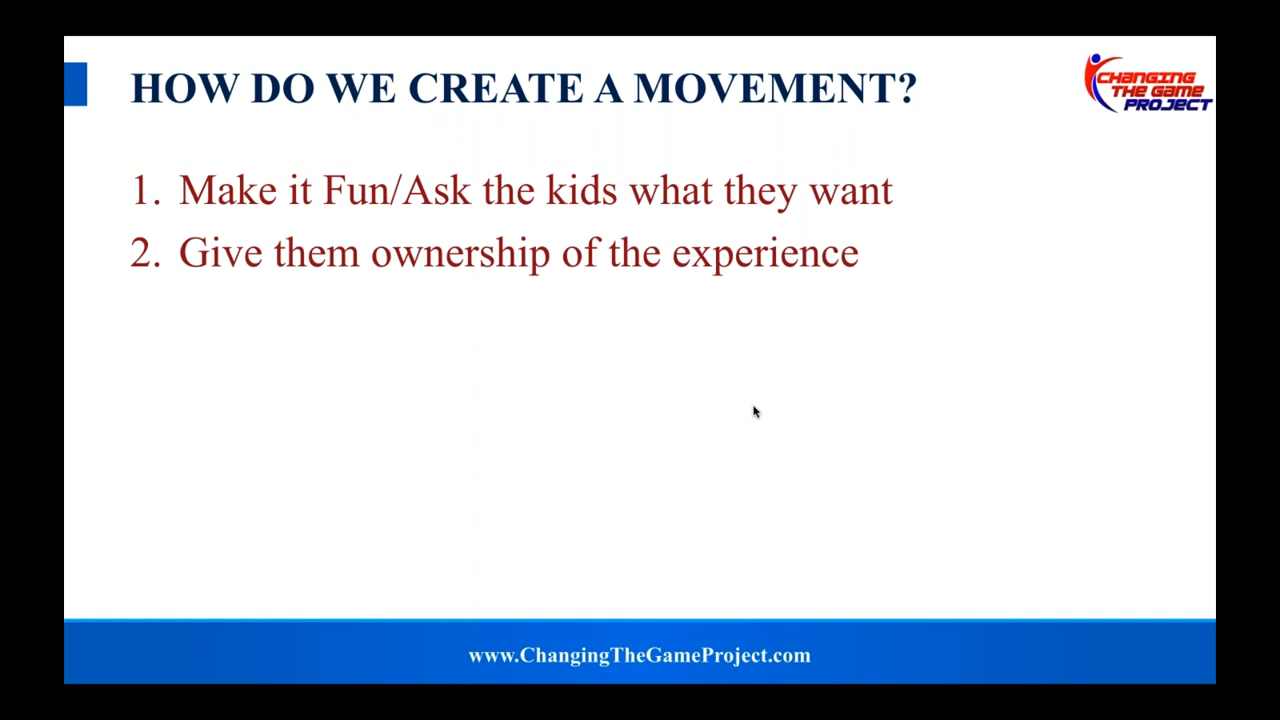 HOW DO WE CREATE A MOVEMENT?
CHANGING
THE GAME
PROJECT
1. Make it Fun/Ask the kids what they want
2. Give them ownership of the experience
www.ChangingTheGameProject.com